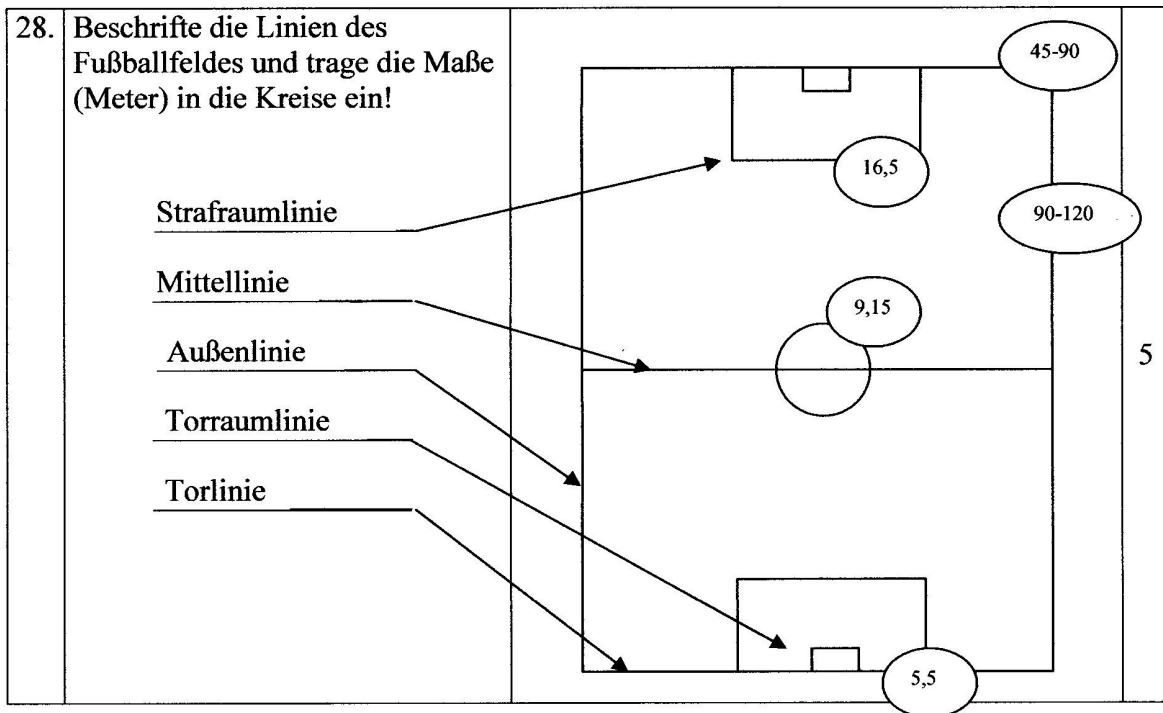 28. Beschrifte die Linien des
Fußballfeldes und trage die Maße
(Meter) in die Kreise ein!
45-90
16,5
Strafraumlinie
90-120
Mittellinie
9,15
Außenlinie
5
Torraumlinie
Torlinie
5,5